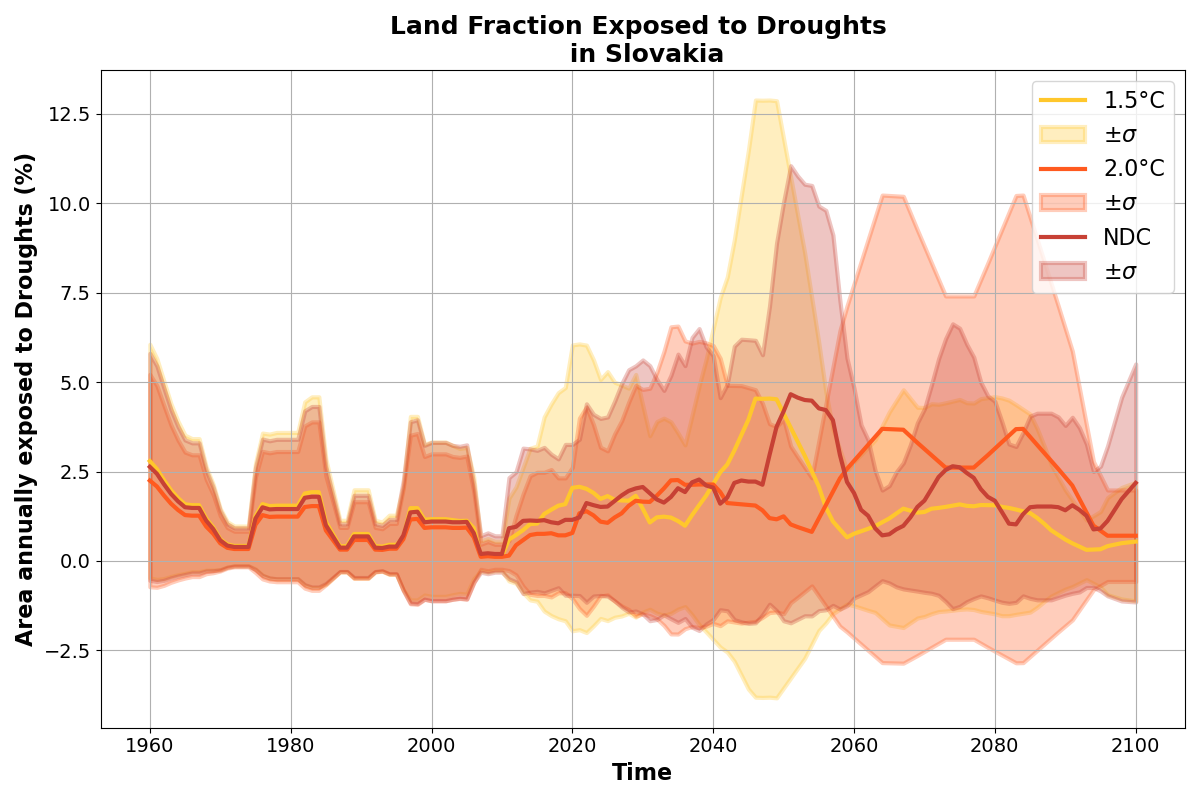 Land Fraction Exposed to Droughts
in Slovakia
Area annually exposed to Droughts (%)
12.5
10.0
7.5
5.0
2.5
0.0
−2.5
1.5°C
±σ
2.0°C
±σ
NDC
±σ
1960 1980 2000 2020 2040 2060 2080 2100
Time